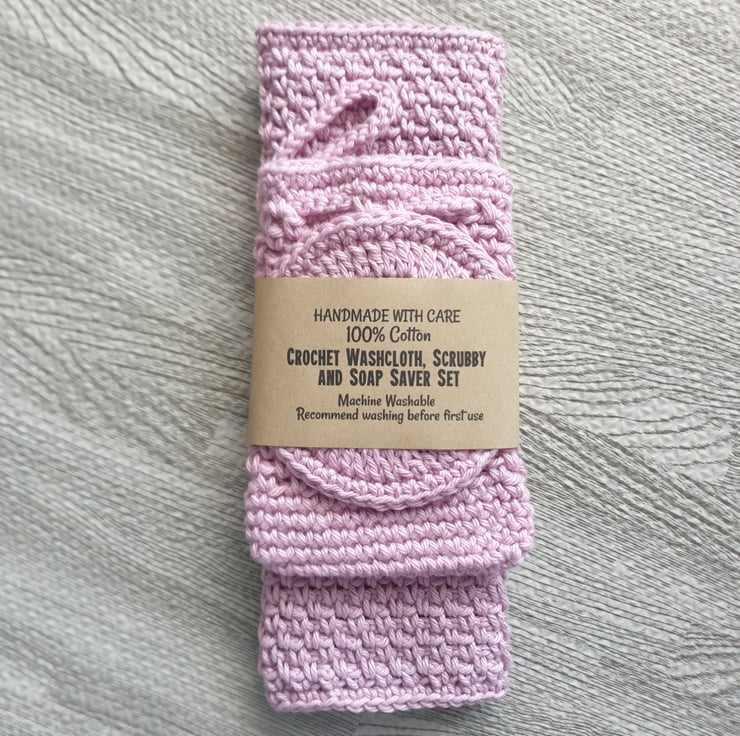 HANDMADE WITH CARE
100% Cotton
CROCHET WASHCLOTH, SCRUBBY
AND SOAP SAVER SET
Machine Washable
Recommend washing before first use